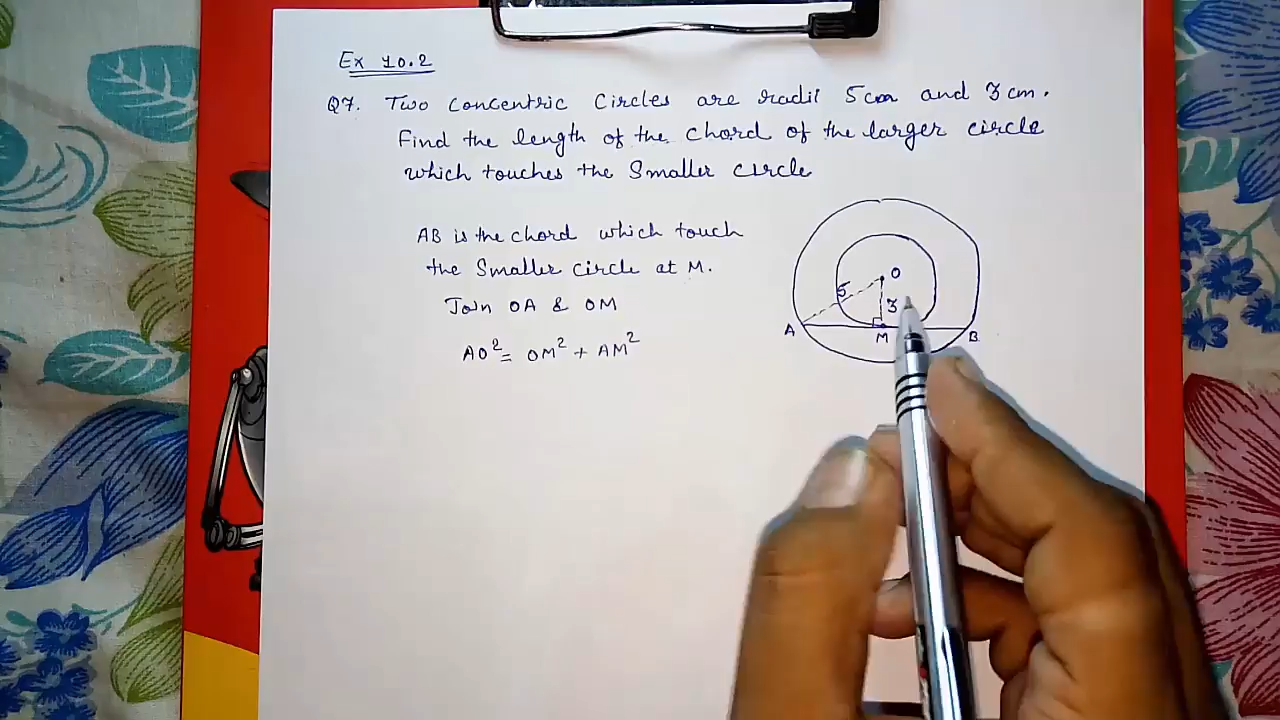 Ex 10.2
Q7. Two concentric circles are radii 5cm and 3cm.
Find the length of the chord of the larger circle
which touches the smaller circle
AB is the chord which touch
the smaller circle at M.
Join OA & OM
AO² = OM² + AM²
O
5
3
A
M
B